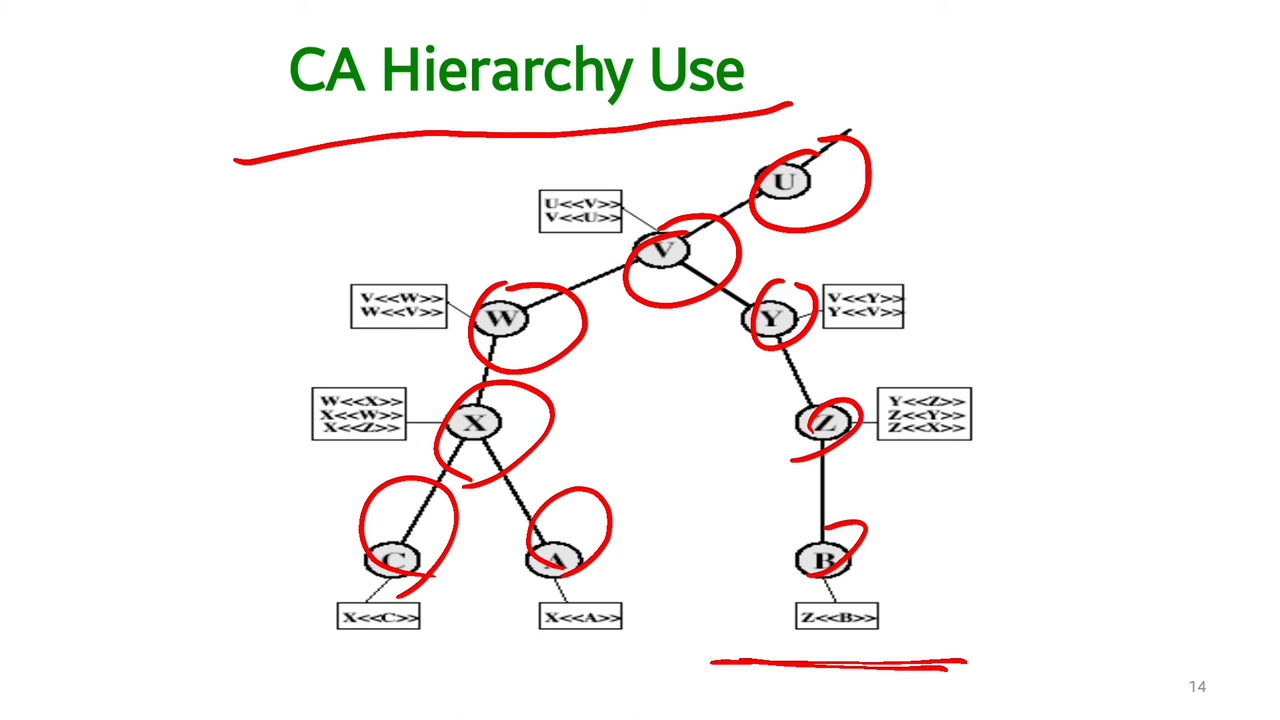 CA Hierarchy Use
U
U<<V>>
V<<U>>
V
V<<W>>
W<<V>>
W
Y
V<<Y>>
Y<<V>>
W<<X>>
X<<W>>
X<<Z>>
X
Z
Y<<Z>>
Z<<Y>>
Z<<X>>
C
A
B
X<<C>>
X<<A>>
Z<<B>>
14